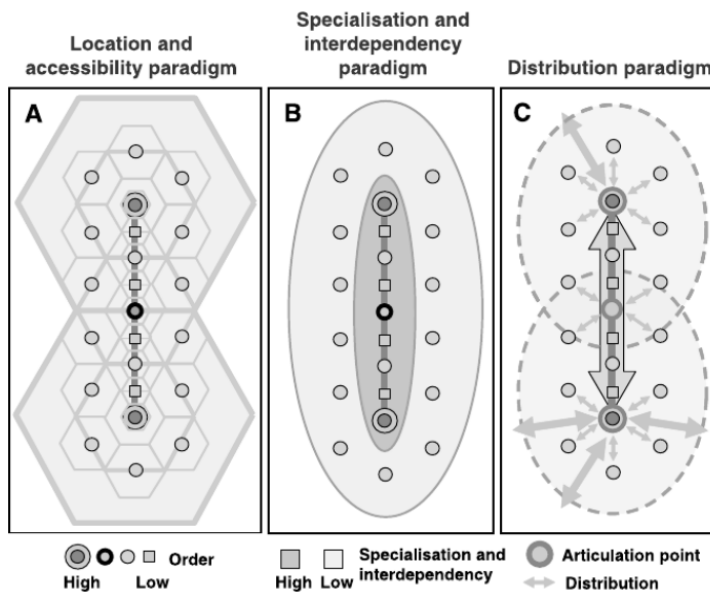 Location and
accessibility paradigm
Specialisation and
interdependency
paradigm
Distribution paradigm
A
B
C
Order
High
Low
Specialisation and
interdependency
High Low
Articulation point
Distribution